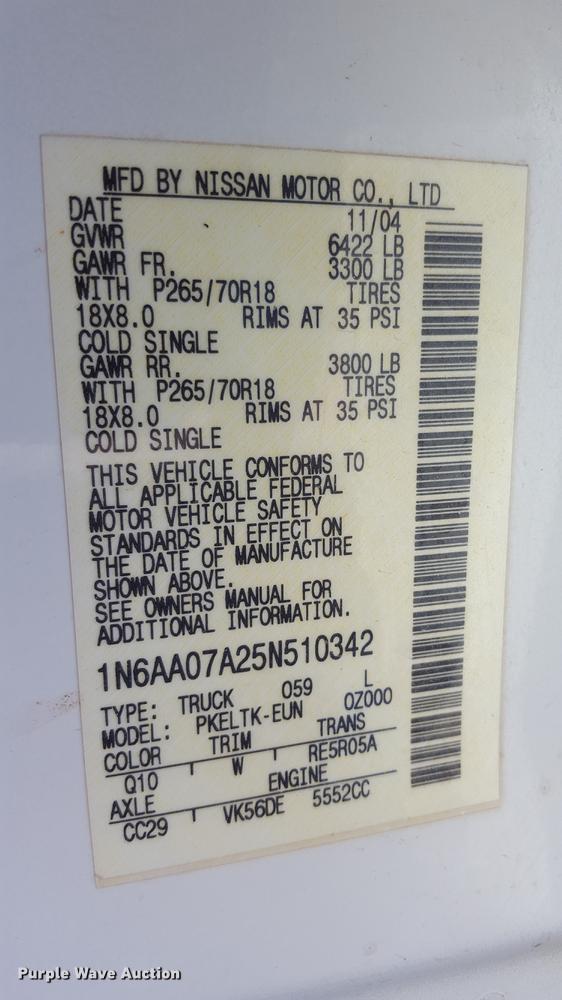 MFD BY NISSAN MOTOR CO., LTD
DATE 11/04
GVWR 6422 LB
GAWR FR. 3300 LB
WITH P265/70R18 TIRES
18X8.0 RIMS AT 35 PSI
COLD SINGLE
GAWR RR. 3800 LB
WITH P265/70R18 TIRES
18X8.0 RIMS AT 35 PSI
COLD SINGLE
THIS VEHICLE CONFORMS TO
ALL APPLICABLE FEDERAL
MOTOR VEHICLE SAFETY
STANDARDS IN EFFECT ON
THE DATE OF MANUFACTURE
SHOWN ABOVE.
SEE OWNERS MANUAL FOR
ADDITIONAL INFORMATION.
1N6AA07A25N510342
TYPE: TRUCK 059 L
MODEL: PKELTK-EUN 0Z000
COLOR TRIM TRANS
Q10 W RE5R05A
AXLE ENGINE
CC29 VK56DE 5552CC
Purple Wave Auction